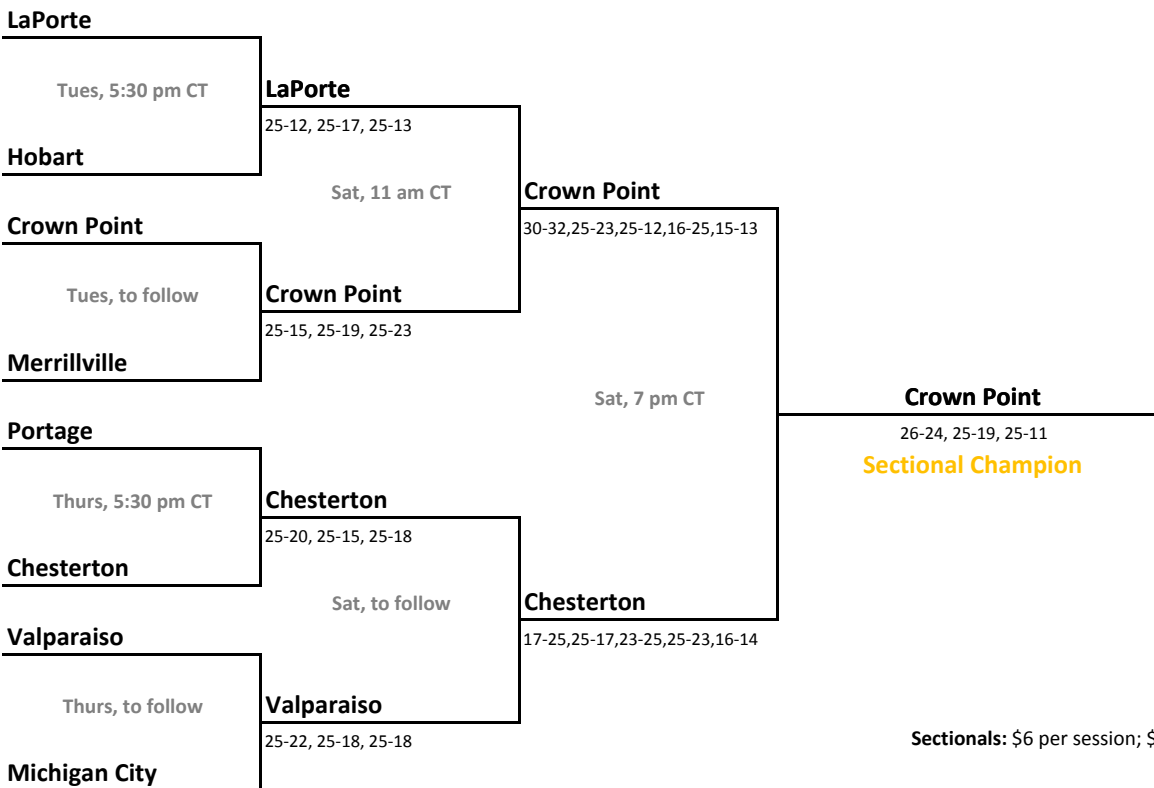 LaPorte
Tues, 5:30 pm CT
LaPorte
25-12, 25-17, 25-13
Hobart
Sat, 11 am CT
Crown Point
30-32,25-23,25-12,16-25,15-13
Crown Point
Tues, to follow
Crown Point
25-15, 25-19, 25-23
Merrillville
Sat, 7 pm CT
Crown Point
26-24, 25-19, 25-11
Sectional Champion
Portage
Thurs, 5:30 pm CT
Chesterton
25-20, 25-15, 25-18
Chesterton
Sat, to follow
Chesterton
17-25,25-17,23-25,25-23,16-14
Valparaiso
Thurs, to follow
Valparaiso
25-22, 25-18, 25-18
Michigan City
Sectionals: $6 per session; $